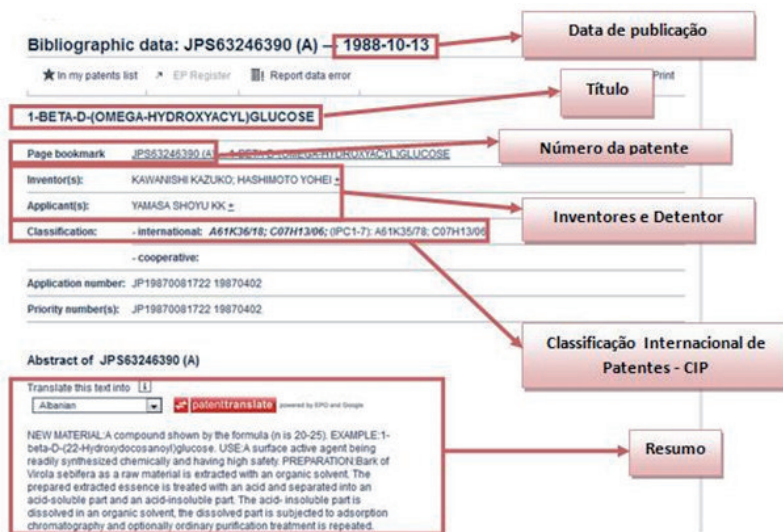 Bibliographic data: JPS63246390 (A) — 1988-10-13
Data de publicação
In my patents list EP Register Report data error Print
Título
1-BETA-D-(OMEGA-HYDROXYACYL)GLUCOSE
Page bookmark JPS63246390 (A) - 1-BETA-D-(OMEGA-HYDROXYACYL)GLUCOSE
Número da patente
Inventor(s): KAWANISHI KAZUKO; HASHIMOTO YOHEI ±
Applicant(s): YAMASA SHOYU KK ±
Inventores e Detentor
Classification: - international: A61K36/18; C07H13/06; (IPC1-7): A61K35/78; C07H13/06
- cooperative:
Application number: JP19870081722 19870402
Priority number(s): JP19870081722 19870402
Classificação Internacional de
Patentes - CIP
Abstract of JPS63246390 (A)
Translate this text into i
Albanian patenttranslate powered by EPO and Google
NEW MATERIAL:A compound shown by the formula (n is 20-25). EXAMPLE:1-
beta-D-(22-Hydroxydocosanoyl)glucose. USE:A surface active agent being
readily synthesized chemically and having high safety. PREPARATION:Bark of
Virola sebifera as a raw material is extracted with an organic solvent. The
prepared extracted essence is treated with an acid and separated into an
acid-soluble part and an acid-insoluble part. The acid- insoluble part is
dissolved in an organic solvent, the dissolved part is subjected to adsorption
chromatography and optionally ordinary purification treatment is repeated.
Resumo